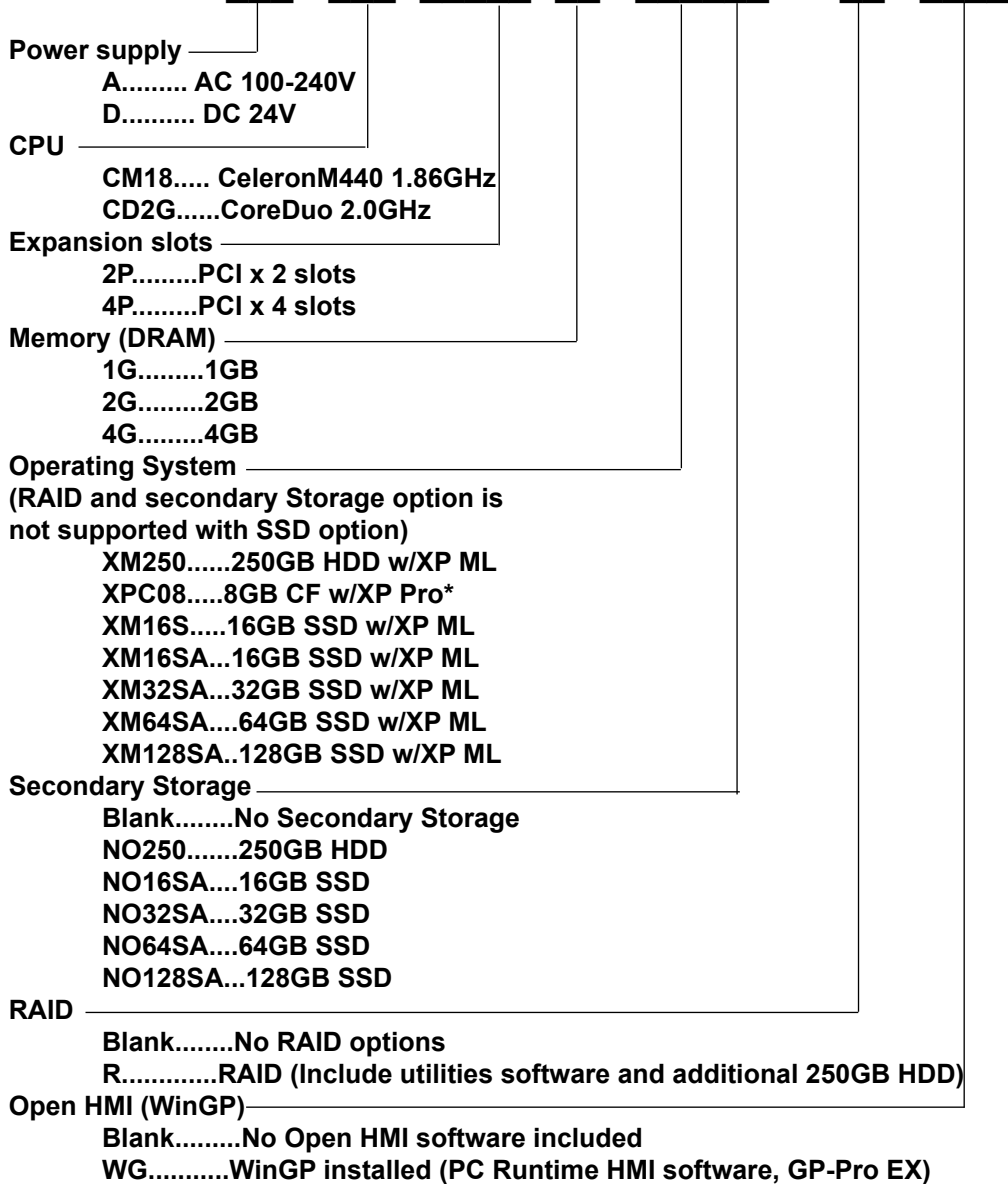 Power supply
A......... AC 100-240V
D.......... DC 24V
CPU
CM18..... CeleronM440 1.86GHz
CD2G......CoreDuo 2.0GHz
Expansion slots
2P.........PCI x 2 slots
4P.........PCI x 4 slots
Memory (DRAM)
1G.........1GB
2G.........2GB
4G.........4GB
Operating System
(RAID and secondary Storage option is
not supported with SSD option)
XM250......250GB HDD w/XP ML
XPC08.....8GB CF w/XP Pro*
XM16S.....16GB SSD w/XP ML
XM16SA...16GB SSD w/XP ML
XM32SA...32GB SSD w/XP ML
XM64SA....64GB SSD w/XP ML
XM128SA..128GB SSD w/XP ML
Secondary Storage
Blank........No Secondary Storage
NO250.......250GB HDD
NO16SA....16GB SSD
NO32SA....32GB SSD
NO64SA....64GB SSD
NO128SA...128GB SSD
RAID
Blank........No RAID options
R.............RAID (Include utilities software and additional 250GB HDD)
Open HMI (WinGP)
Blank.........No Open HMI software included
WG...........WinGP installed (PC Runtime HMI software, GP-Pro EX)